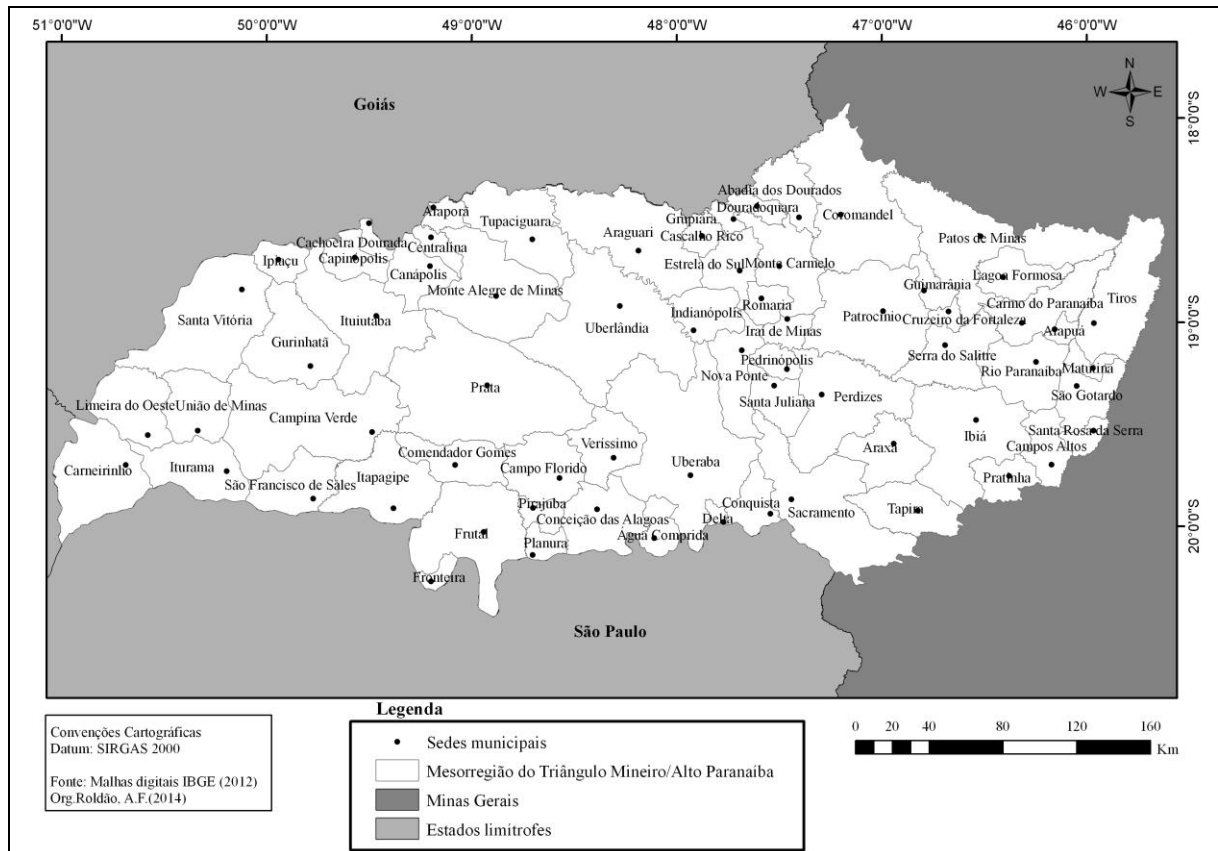 51°0'0"W 50°0'0"W 49°0'0"W 48°0'0"W 47°0'0"W 46°0'0"W
N
W E
S
Goiás
18°0'0"S
Abadia dos Dourados
Araporã
Douradoquara
Tupaciguara
Grupiara
Coromandel
Araguari
Cascalho Rico
Patos de Minas
Cachoeira Dourada
Centralina
Ipiaçu
Capinópolis
Estrela do Sul
Monte Carmelo
Canápolis
Lagoa Formosa
Guimarânia
Monte Alegre de Minas
Tiros
Carmo do Paranaíba
Romaria
Indianópolis
Santa Vitória
Ituiutaba
Patrocínio
Cruzeiro da Fortaleza
Uberlândia
Iraí de Minas
Arapuá
19°0'0"S
Gurinhatã
Serra do Salitre
Pedrinópolis
Matutina
Rio Paranaíba
Nova Ponte
Prata
São Gotardo
Perdizes
Santa Juliana
Limeira do Oeste
União de Minas
Campina Verde
Santa Rosa da Serra
Ibiá
Veríssimo
Campos Altos
Araxá
Comendador Gomes
Uberaba
Carneirinho
Iturama
Campo Florido
Itapagipe
Pratinha
São Francisco de Sales
Pirajuba
Conquista
Tapira
Sacramento
Conceição das Alagoas
Delta
Frutal
Água Comprida
20°0'0"S
Planura
Fronteira
São Paulo
Legenda
Sedes municipais
Mesorregião do Triângulo Mineiro/Alto Paranaíba
Minas Gerais
Estados limítrofes
Convenções Cartográficas
Datum: SIRGAS 2000
Fonte: Malhas digitais IBGE (2012)
Org.Roldão, A.F.(2014)
0 20 40 80 120 160
Km